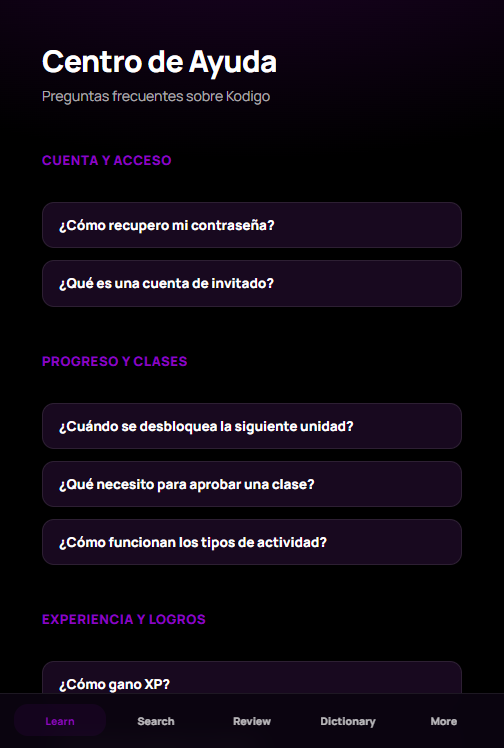 Centro de Ayuda
Preguntas frecuentes sobre Kodigo
CUENTA Y ACCESO
¿Cómo recupero mi contraseña?
¿Qué es una cuenta de invitado?
PROGRESO Y CLASES
¿Cuándo se desbloquea la siguiente unidad?
¿Qué necesito para aprobar una clase?
¿Cómo funcionan los tipos de actividad?
EXPERIENCIA Y LOGROS
¿Cómo gano XP?
Learn Search Review Dictionary More